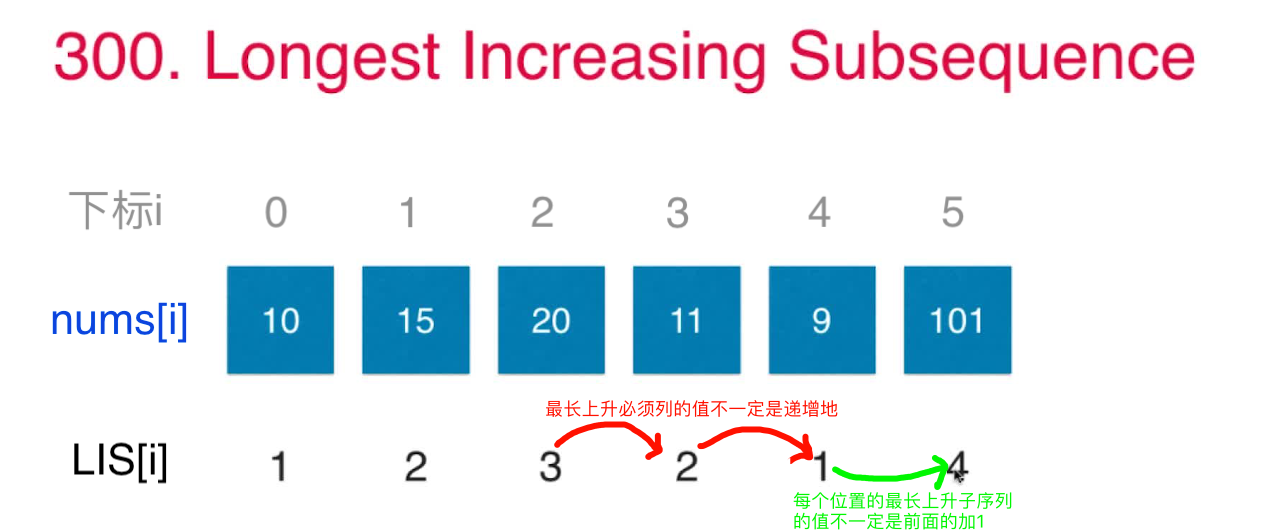 300. Longest Increasing Subsequence
下标i 0 1 2 3 4 5
nums[i] 10 15 20 11 9 101
最长上升必须列的值不一定是递增地
LIS[i] 1 2 3 2 1 4
每个位置的最长上升子序列
的值不一定是前面的加1